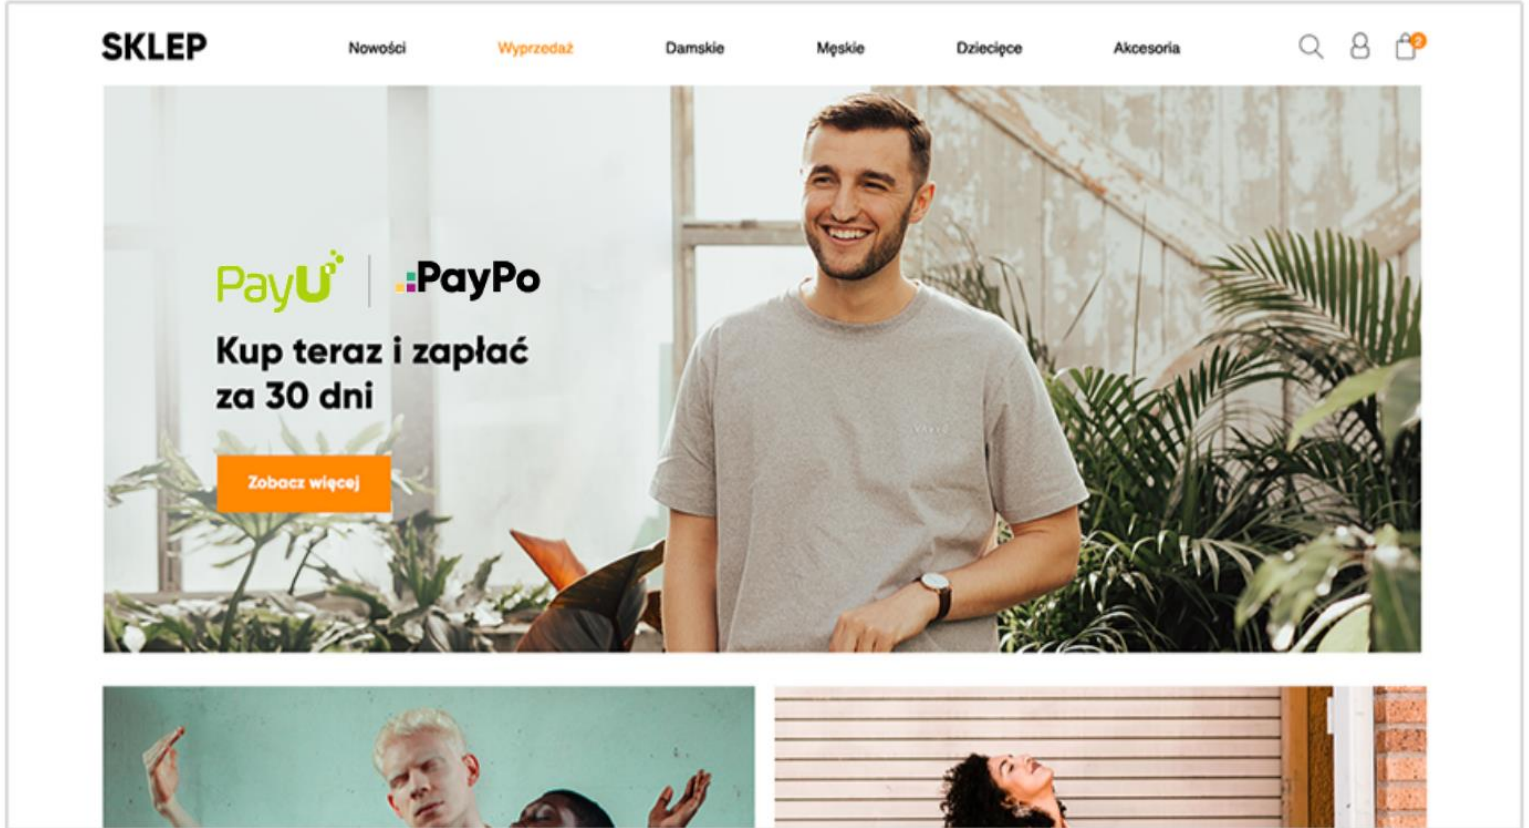 SKLEP
Nowości
Wyprzedaż
Damskie
Męskie
Dziecięce
Akcesoria
2
PayU
PayPo
Kup teraz i zapłać
za 30 dni
Zobacz więcej